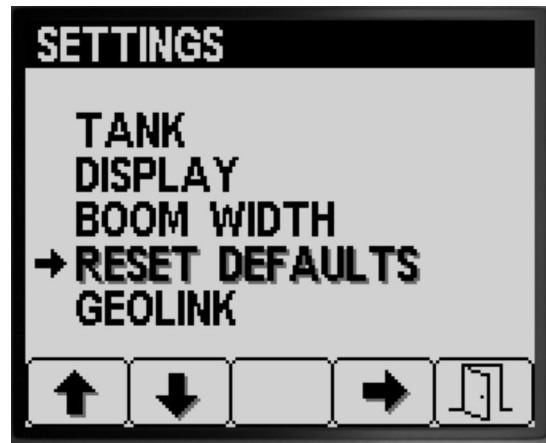 SETTINGS
TANK
DISPLAY
BOOM WIDTH
RESET DEFAULTS
GEOLINK